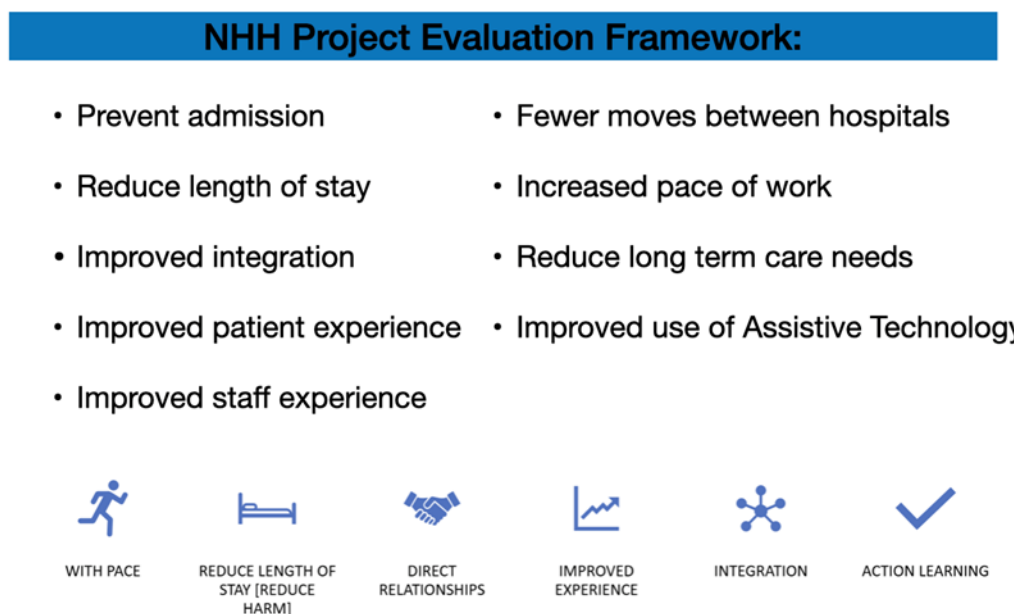 NHH Project Evaluation Framework:
• Prevent admission
• Reduce length of stay
• Improved integration
• Improved patient experience
• Improved staff experience
• Fewer moves between hospitals
• Increased pace of work
• Reduce long term care needs
• Improved use of Assistive Technology
WITH PACE
REDUCE LENGTH OF
STAY [REDUCE
HARM]
DIRECT
RELATIONSHIPS
IMPROVED
EXPERIENCE
INTEGRATION
ACTION LEARNING